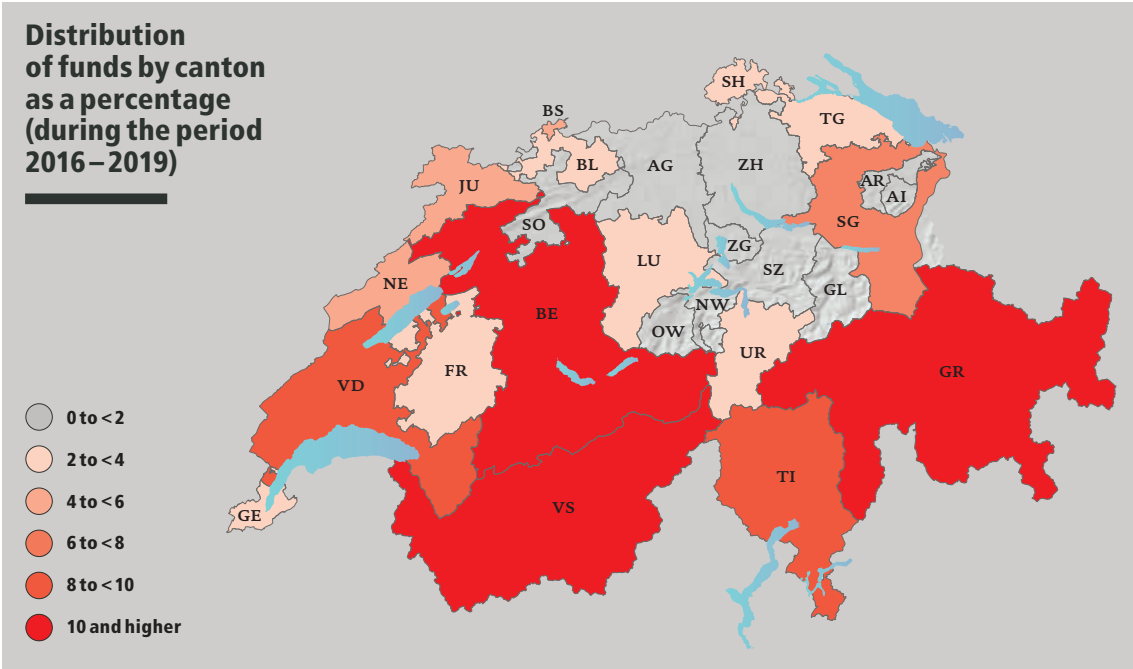 Distribution
of funds by canton
as a percentage
(during the period
2016–2019)
SH
BS
TG
BL
AG
ZH
JU
AR
AI
SO
SG
ZG
LU
SZ
NE
GL
NW
BE
OW
UR
FR
GR
VD
TI
VS
GE
0 to <2
2 to <4
4 to <6
6 to <8
8 to <10
10 and higher